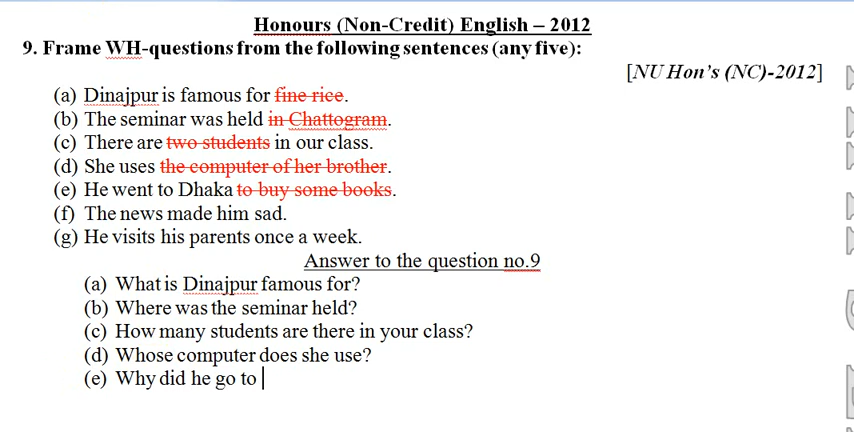 Honours (Non-Credit) English – 2012
9. Frame WH-questions from the following sentences (any five):
[NU Hon's (NC)-2012]
(a) Dinajpur is famous for fine rice.
(b) The seminar was held in Chattogram.
(c) There are two students in our class.
(d) She uses the computer of her brother.
(e) He went to Dhaka to buy some books.
(f) The news made him sad.
(g) He visits his parents once a week.
Answer to the question no.9
(a) What is Dinajpur famous for?
(b) Where was the seminar held?
(c) How many students are there in your class?
(d) Whose computer does she use?
(e) Why did he go to